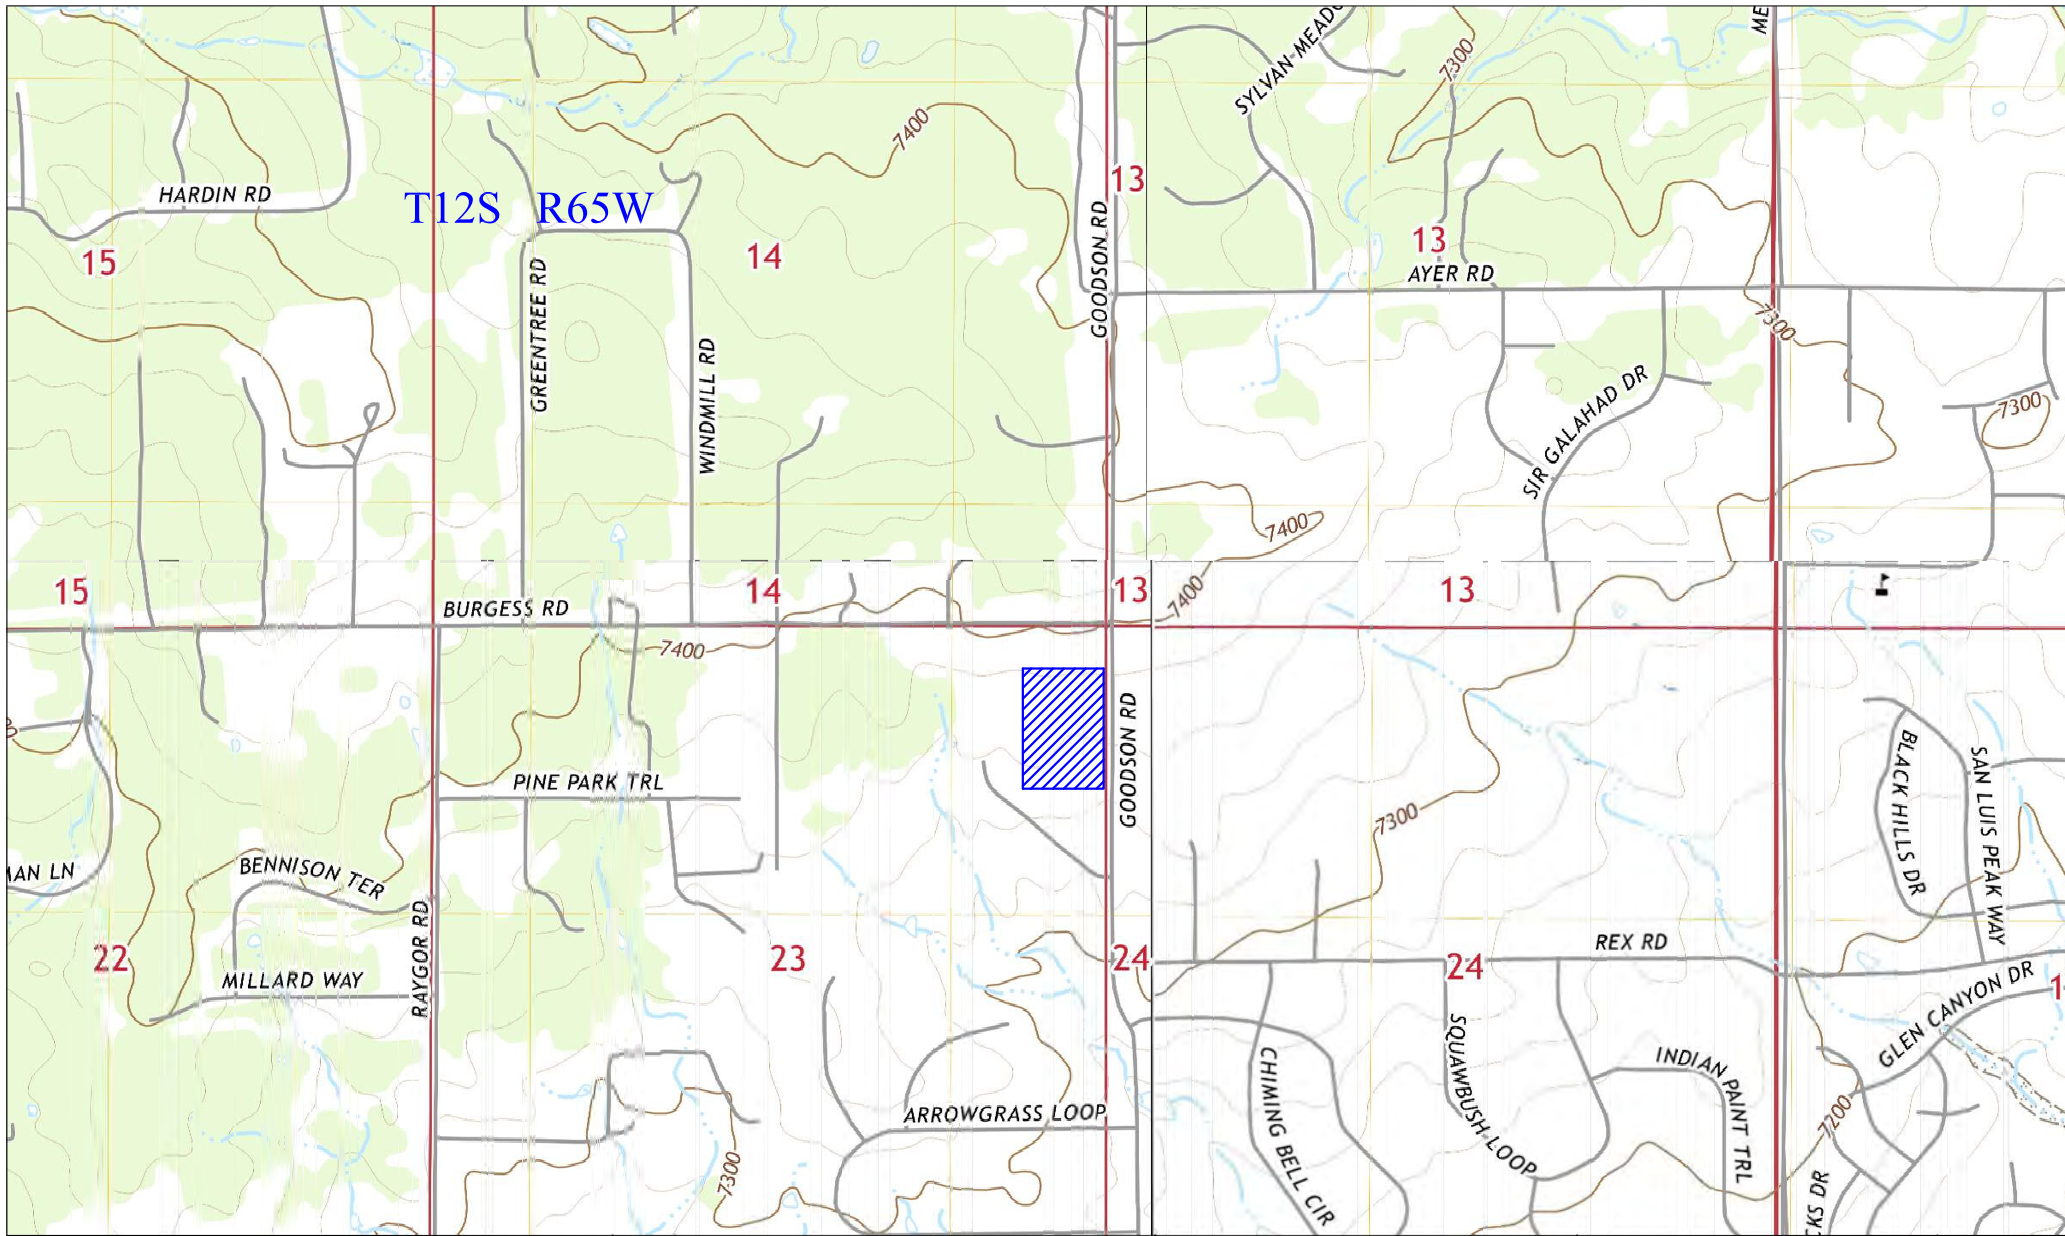 SYLVAN MEADO
7300
ME
7400
13
HARDIN RD
T12S R65W
15
14
GOODSON RD
13
AYER RD
GREENTREE RD
WINDMILL RD
7300
SIR GALAHAD DR
7300
7400
15
14
13
7400
13
BURGESS RD
7400
GOODSON RD
BLACK HILLS DR
SAN LUIS PEAK WAY
PINE PARK TRL
7300
AN LN
BENNISON TER
RAYGOR RD
22
23
24
24
REX RD
MILLARD WAY
GLEN CANYON DR
1
CHIMING BELL CIR
SQUAWBUSH LOOP
INDIAN PAINT TRL
ARROWGRASS LOOP
7200
7300
CKS DR